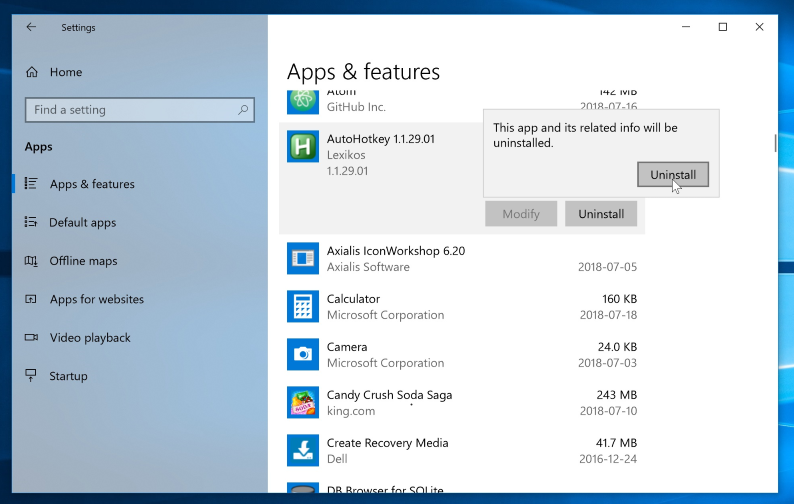 Settings
Home
Find a setting
Apps
Apps & features
Default apps
Offline maps
Apps for websites
Video playback
Startup
Apps & features
Atom
142 MB
GitHub Inc.
2018-07-16
AutoHotkey 1.1.29.01
Lexikos
1.1.29.01
This app and its related info will be
uninstalled.
Uninstall
Modify
Uninstall
Axialis IconWorkshop 6.20
Axialis Software
2018-07-05
Calculator
160 KB
Microsoft Corporation
2018-07-18
Camera
24.0 KB
Microsoft Corporation
2018-07-03
Candy Crush Soda Saga
243 MB
king.com
2018-07-10
Create Recovery Media
41.7 MB
Dell
2016-12-24
DB Browser for SQLite